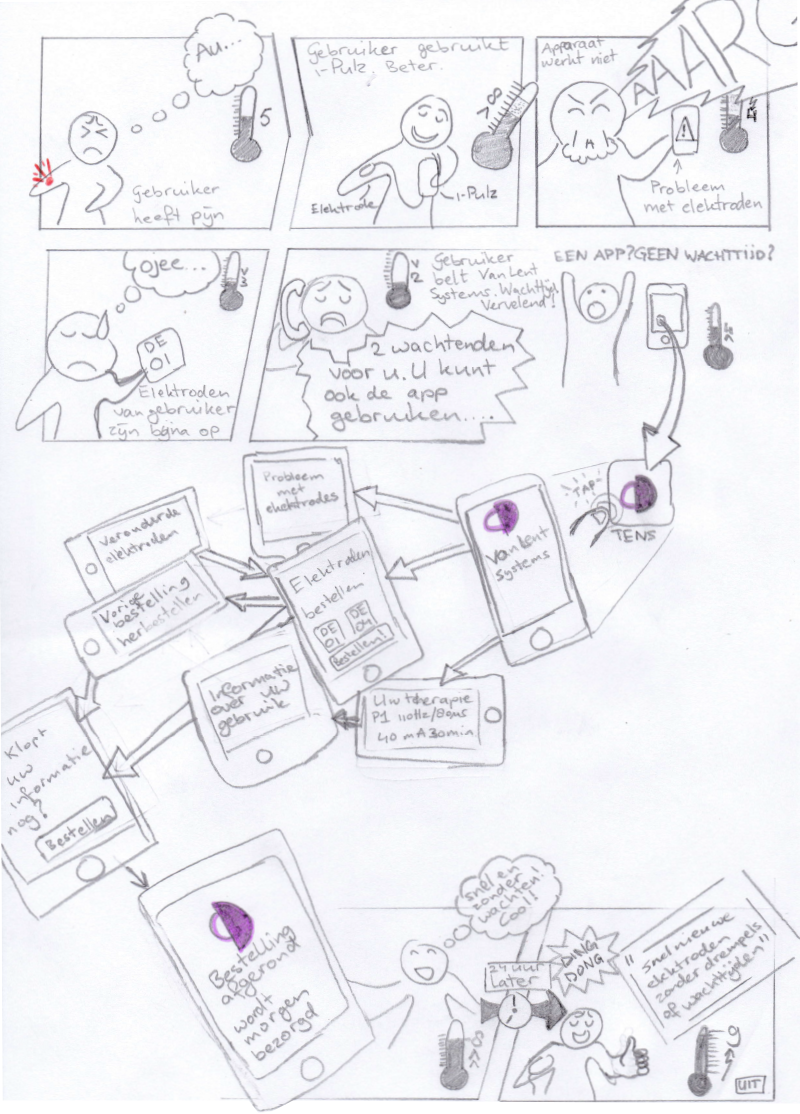 Au...
5
Gebruiker
heeft pijn
Gebruiker gebruikt
i-Pulz. Beter.
>8
Elektrode
i-Pulz
Apparaat
werkt niet
AAARG
Probleem
met elektroden
Ojee...
DE
01
Elektroden
van gebruiker
zijn bijna op
Gebruiker
belt Van Lent
Systems. Wachttijd.
Vervelend!
2 wachtenden
voor u. U kunt
ook de app
gebruiken....
EEN APP? GEEN WACHTTIJD?
TAP
TENS
Van Lent
Systems
Probleem
met
elektrodes
Veranderde
elektroden
Elektroden
bestellen
DE
01
DE
04
Bestellen!
Vorige
bestelling
herbestellen
Informatie
over uw
gebruik
Uw therapie
P1 110Hz/80µs
40 mA 30min
Klopt
uw
informatie
nog?
Bestellen
Bestelling
afgerond
wordt
morgen
bezorgd
Snel en
zonder
wachten!
Cool!
24 uur
Later
DING
DONG
"Snel nieuwe
elektroden
zonder drempels
of wachttijden"
UIT